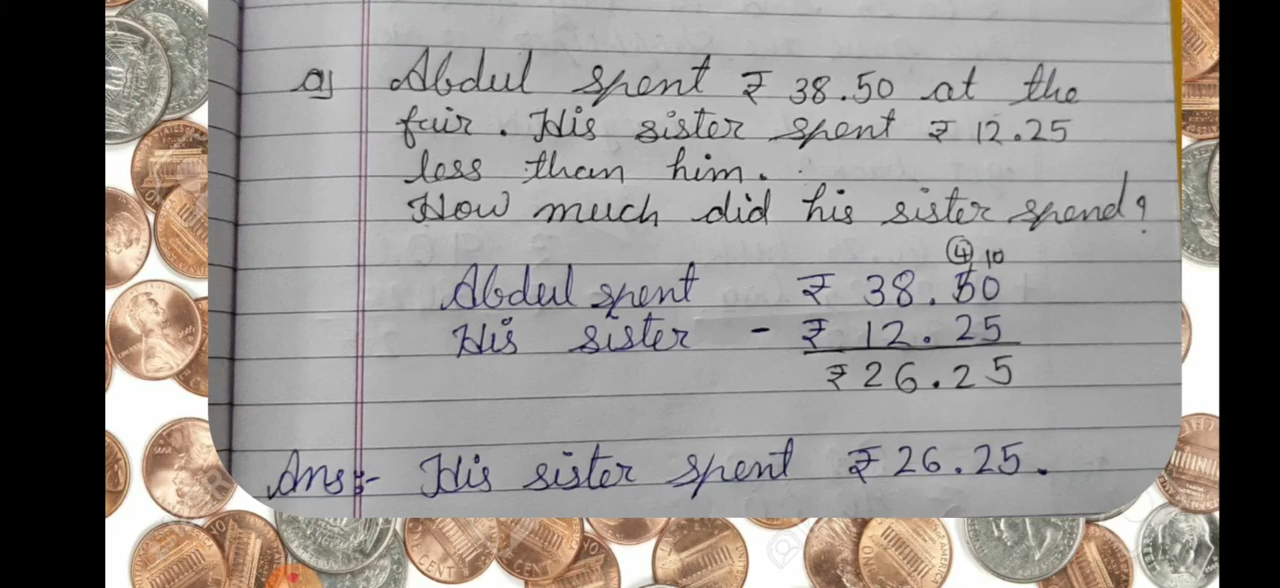 a) Abdul spent ₹ 38.50 at the
fair. His sister spent ₹ 12.25
less than him.
How much did his sister spend?
④ 10
Abdul spent ₹ 38.50
His sister - ₹ 12.25
₹ 26.25
Ans:- His sister spent ₹ 26.25.